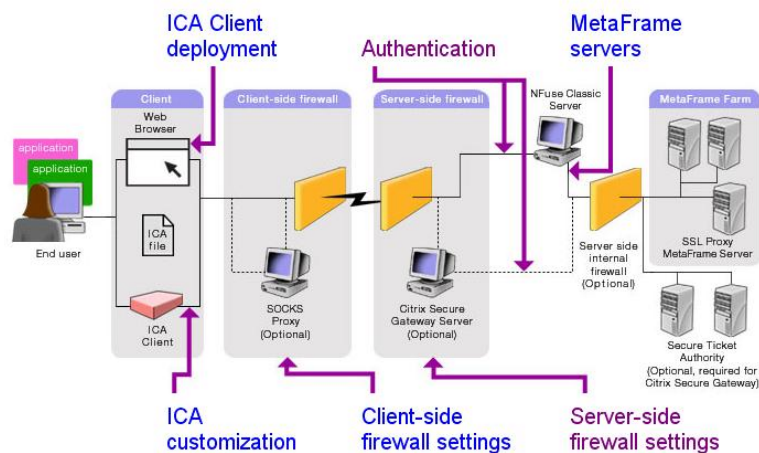 ICA Client
deployment
Authentication
MetaFrame
servers
Client
Client-side firewall
Server-side firewall
NFuse Classic
Server
MetaFrame Farm
Web
Browser
application
application
End user
ICA
file
ICA
Client
SOCKS
Proxy
(Optional)
Citrix Secure
Gateway Server
(Optional)
Server side
internal
firewall
(Optional)
SSL Proxy
MetaFrame Server
Secure Ticket
Authority
(Optional, required for
Citrix Secure Gateway)
ICA
customization
Client-side
firewall settings
Server-side
firewall settings